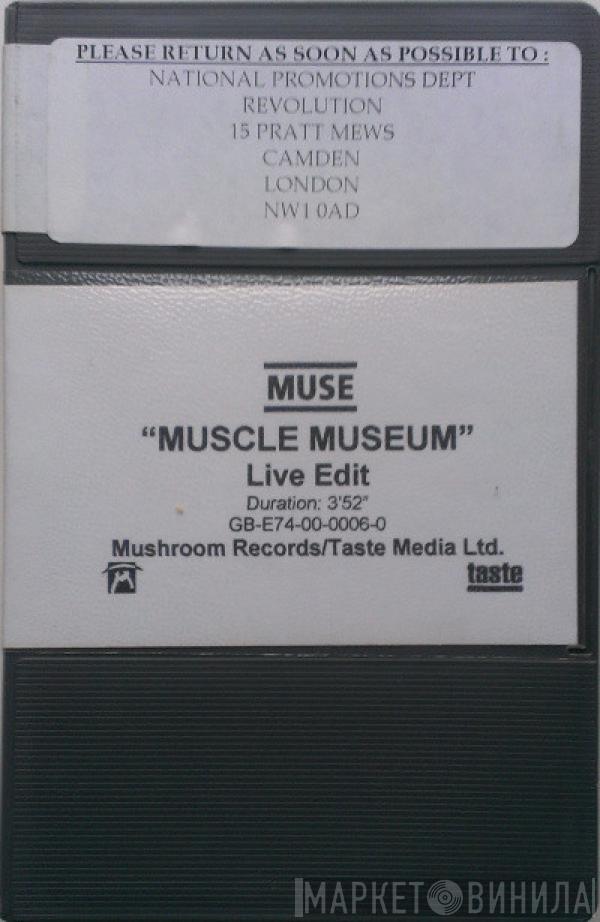 PLEASE RETURN AS SOON AS POSSIBLE TO :
NATIONAL PROMOTIONS DEPT
REVOLUTION
15 PRATT MEWS
CAMDEN
LONDON
NW1 0AD
MUSE
“MUSCLE MUSEUM”
Live Edit
Duration: 3'52"
GB-E74-00-0006-0
Mushroom Records/Taste Media Ltd.
taste
МАРКЕТ ВИНИЛА